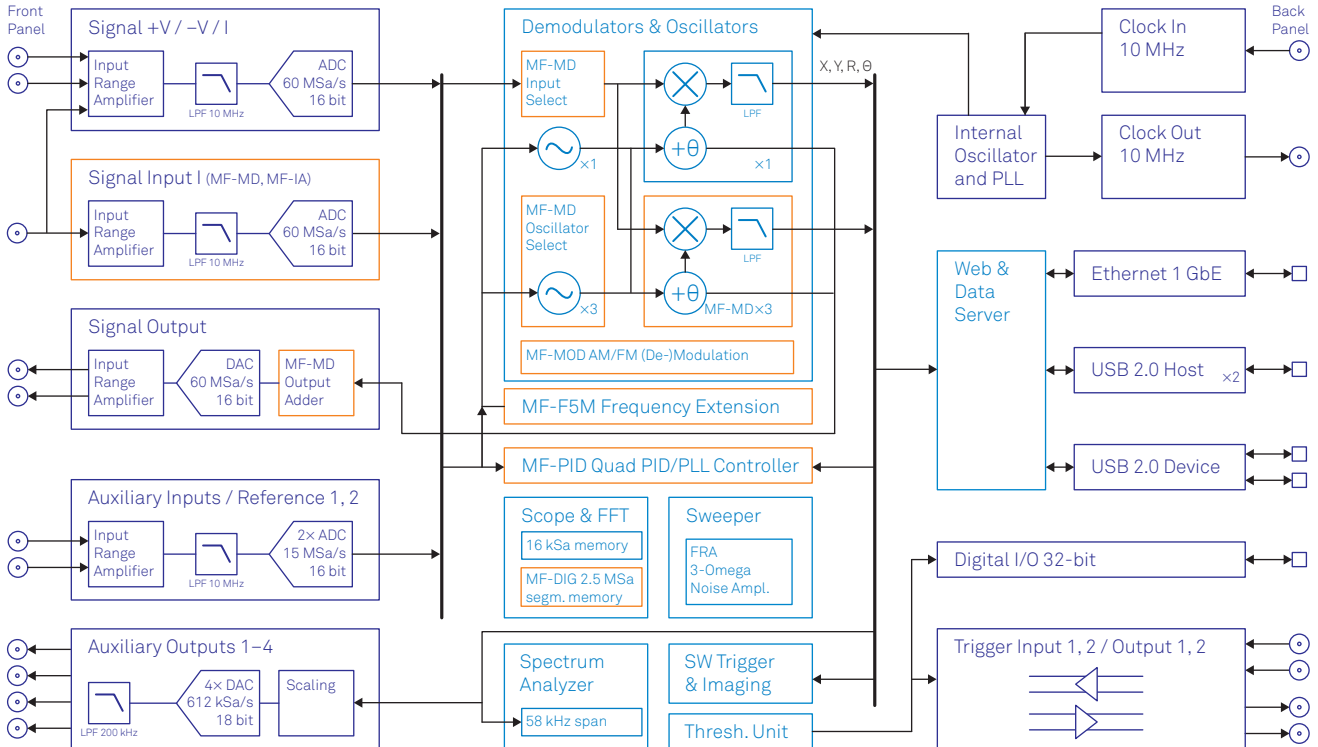 Front
Panel
Signal +V / –V / I
Input
Range
Amplifier
LPF 10 MHz
ADC
60 MSa/s
16 bit
Signal Input I (MF-MD, MF-IA)
Input
Range
Amplifier
LPF 10 MHz
ADC
60 MSa/s
16 bit
Signal Output
Input
Range
Amplifier
DAC
60 MSa/s
16 bit
MF-MD
Output
Adder
Auxiliary Inputs / Reference 1, 2
Input
Range
Amplifier
LPF 10 MHz
2× ADC
15 MSa/s
16 bit
Auxiliary Outputs 1–4
LPF 200 kHz
4× DAC
612 kSa/s
18 bit
Scaling
Demodulators & Oscillators
MF-MD
Input
Select
×1
MF-MD
Oscillator
Select
×3
LPF
+θ
×1
LPF
+θ
MF-MD×3
MF-MOD AM/FM (De-)Modulation
X, Y, R, Θ
MF-F5M Frequency Extension
MF-PID Quad PID/PLL Controller
Scope & FFT
16 kSa memory
MF-DIG 2.5 MSa
segm. memory
Sweeper
FRA
3-Omega
Noise Ampl.
Spectrum
Analyzer
58 kHz span
SW Trigger
& Imaging
Thresh. Unit
Back
Panel
Clock In
10 MHz
Internal
Oscillator
and PLL
Clock Out
10 MHz
Web &
Data
Server
Ethernet 1 GbE
USB 2.0 Host ×2
USB 2.0 Device
Digital I/O 32-bit
Trigger Input 1, 2 / Output 1, 2